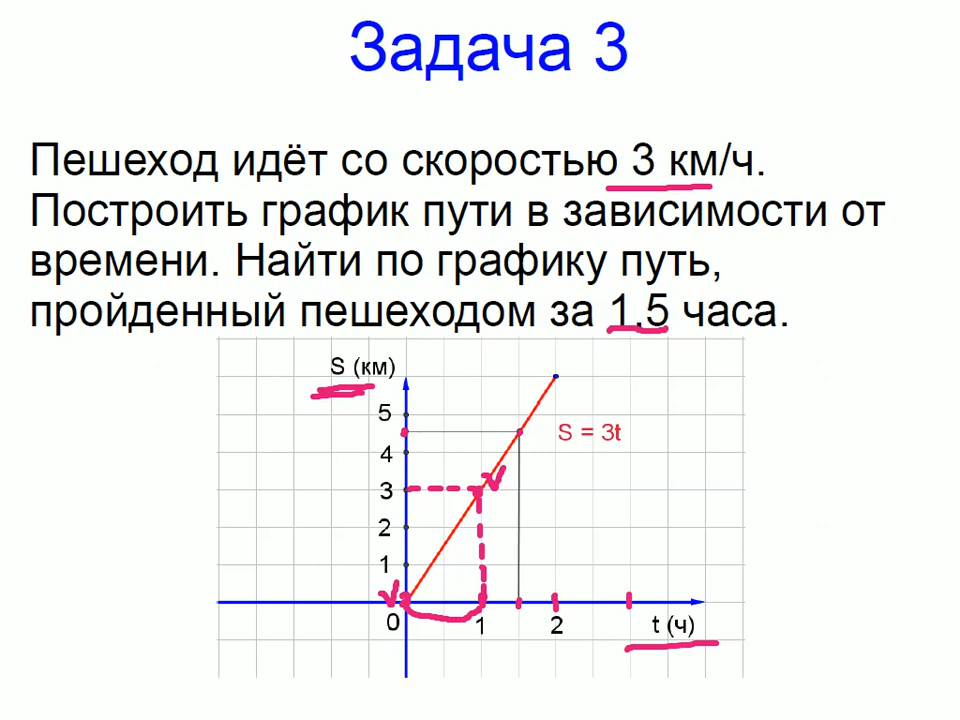 Задача 3
Пешеход идёт со скоростью 3 км/ч.
Построить график пути в зависимости от
времени. Найти по графику путь,
пройденный пешеходом за 1,5 часа.
S (км)
5
S = 3t
4
3
2
1
0
1
2
t (ч)